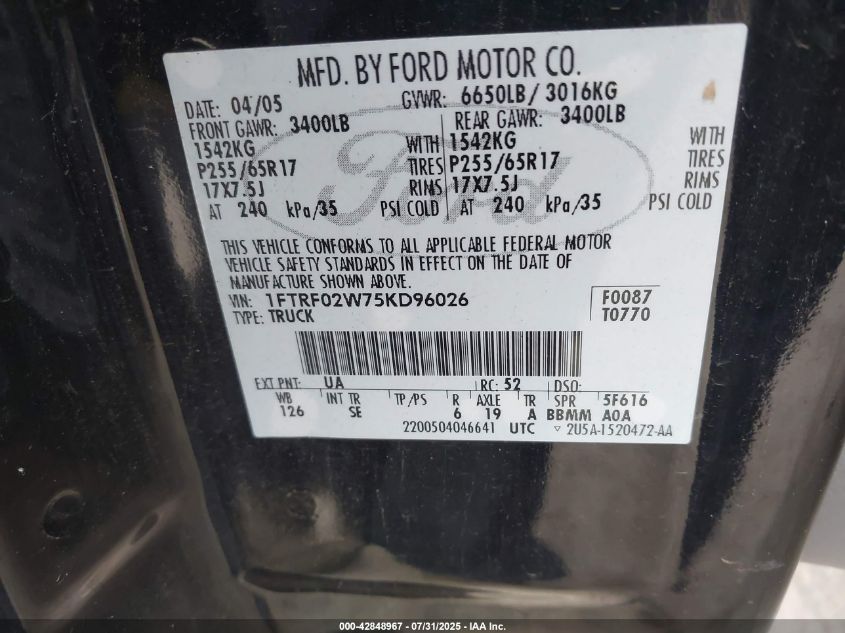 MFD. BY FORD MOTOR CO.
DATE: 04/05 GVWR: 6650LB/ 3016KG
FRONT GAWR: 3400LB REAR GAWR: 3400LB
1542KG WITH 1542KG WITH
P255/65R17 TIRES P255/65R17 TIRES
17X7.5J RIMS 17X7.5J RIMS
AT 240 kPa/35 PSI COLD AT 240 kPa/35 PSI COLD
Ford
THIS VEHICLE CONFORMS TO ALL APPLICABLE FEDERAL MOTOR
VEHICLE SAFETY STANDARDS IN EFFECT ON THE DATE OF
MANUFACTURE SHOWN ABOVE.
VIN: 1FTRF02W75KD96026 F0087
TYPE: TRUCK T0770
EXT PNT: UA RC: 52 DSO:
WB INT TR TP/PS R AXLE TR SPR 5F616
126 SE 6 19 A BBMM A0A
2200504046641 UTC ▽ 2U5A-1520472-AA
000-42848967 - 07/31/2025 - IAA Inc.